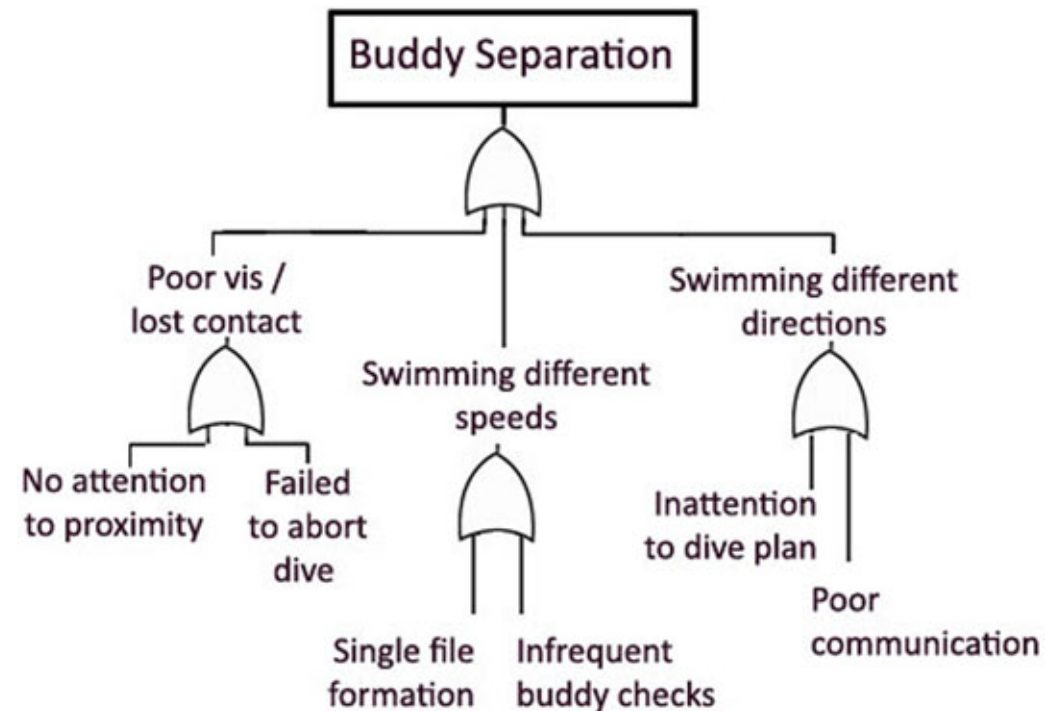 Buddy Separation
Poor vis /
lost contact
Swimming different
directions
Swimming different
speeds
No attention
to proximity
Failed
to abort
dive
Inattention
to dive plan
Poor
communication
Single file
formation
Infrequent
buddy checks